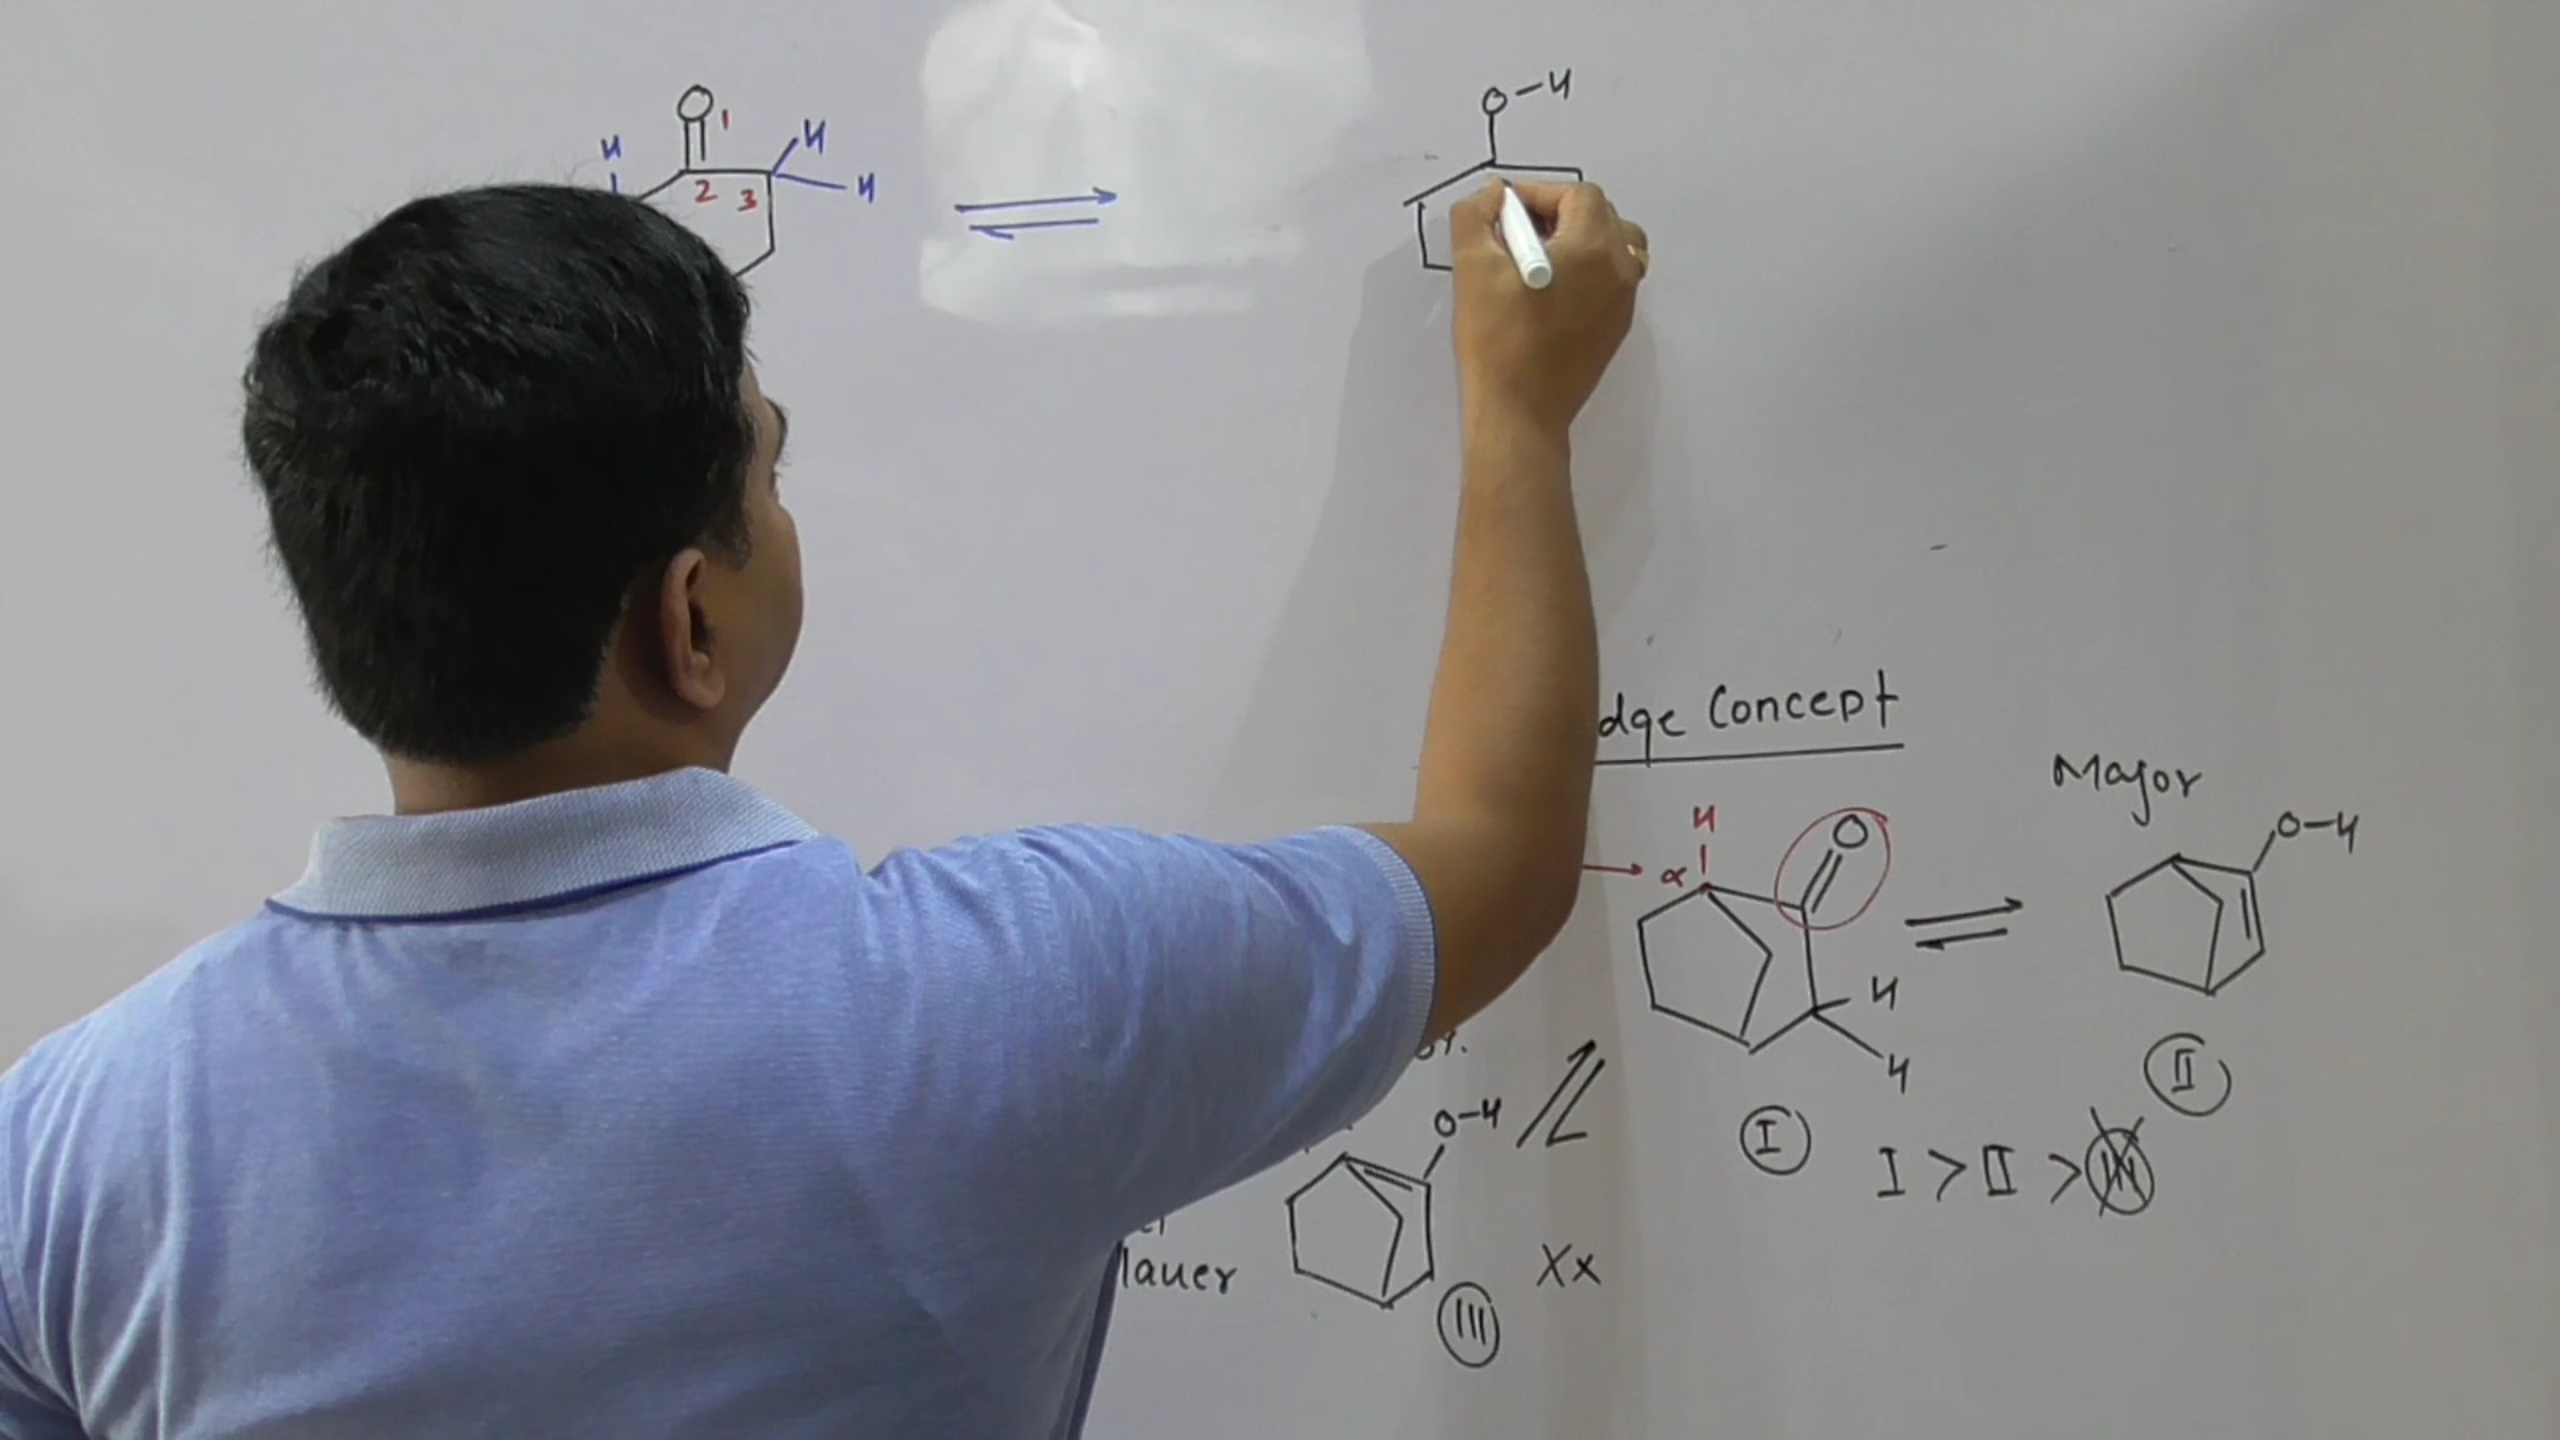 O 1
H 2 3 H
H
O-H
dge Concept
Major
H
α O
O-H
H
H
I II
I > II > III
O-H
III
Xx
lauer